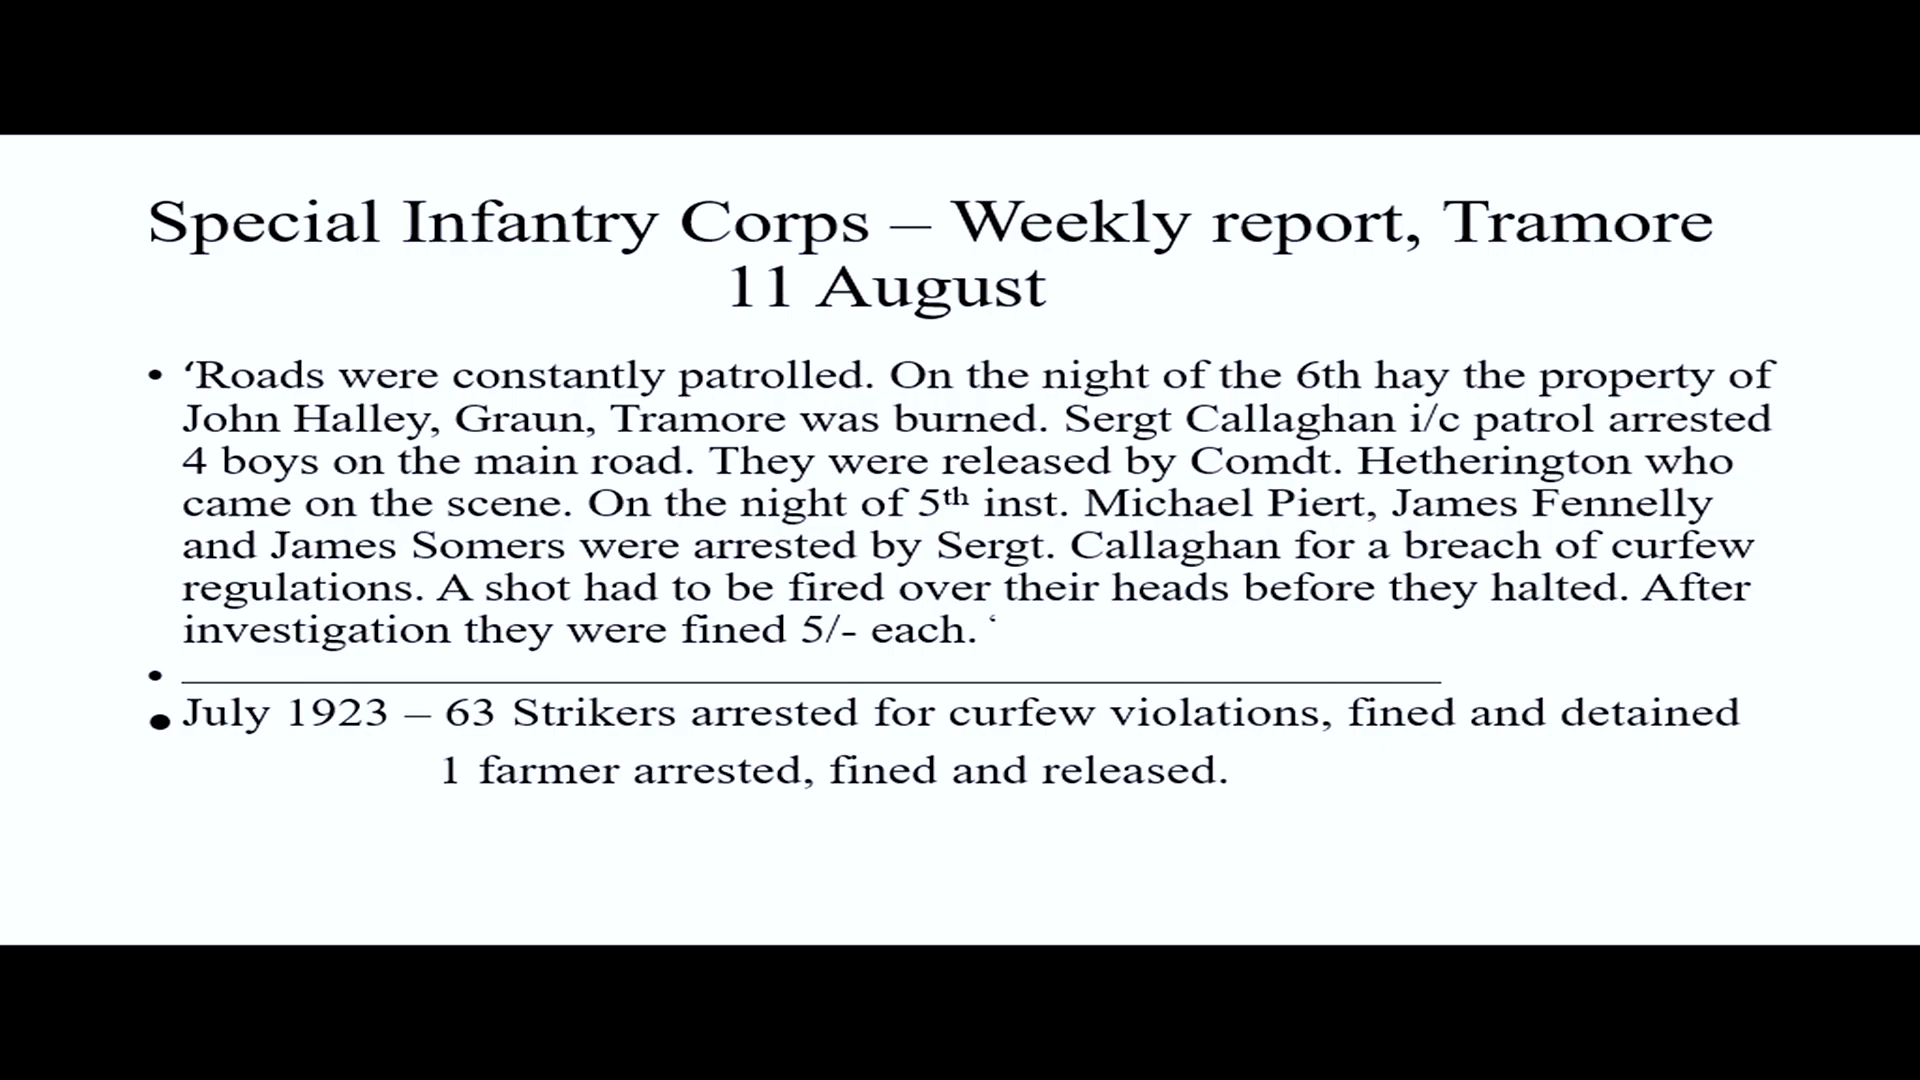 Special Infantry Corps – Weekly report, Tramore
11 August
• ‘Roads were constantly patrolled. On the night of the 6th hay the property of
John Halley, Graun, Tramore was burned. Sergt Callaghan i/c patrol arrested
4 boys on the main road. They were released by Comdt. Hetherington who
came on the scene. On the night of 5th inst. Michael Piert, James Fennelly
and James Somers were arrested by Sergt. Callaghan for a breach of curfew
regulations. A shot had to be fired over their heads before they halted. After
investigation they were fined 5/- each. ‘
• ____________________________________________________________
• July 1923 – 63 Strikers arrested for curfew violations, fined and detained
1 farmer arrested, fined and released.